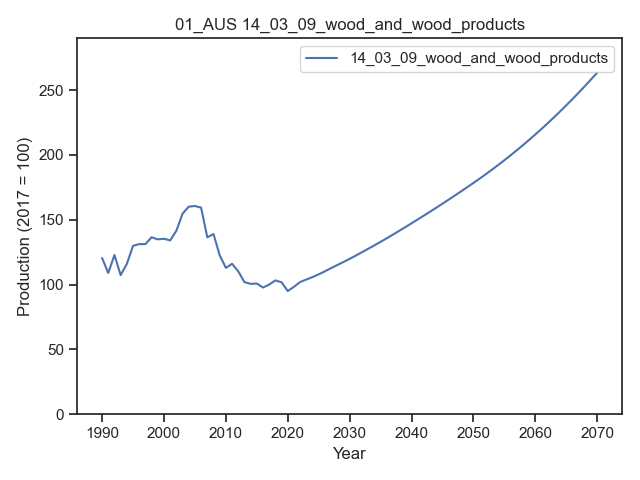 01_AUS 14_03_09_wood_and_wood_products
14_03_09_wood_and_wood_products
Production (2017 = 100)
250
200
150
100
50
0
1990 2000 2010 2020 2030 2040 2050 2060 2070
Year